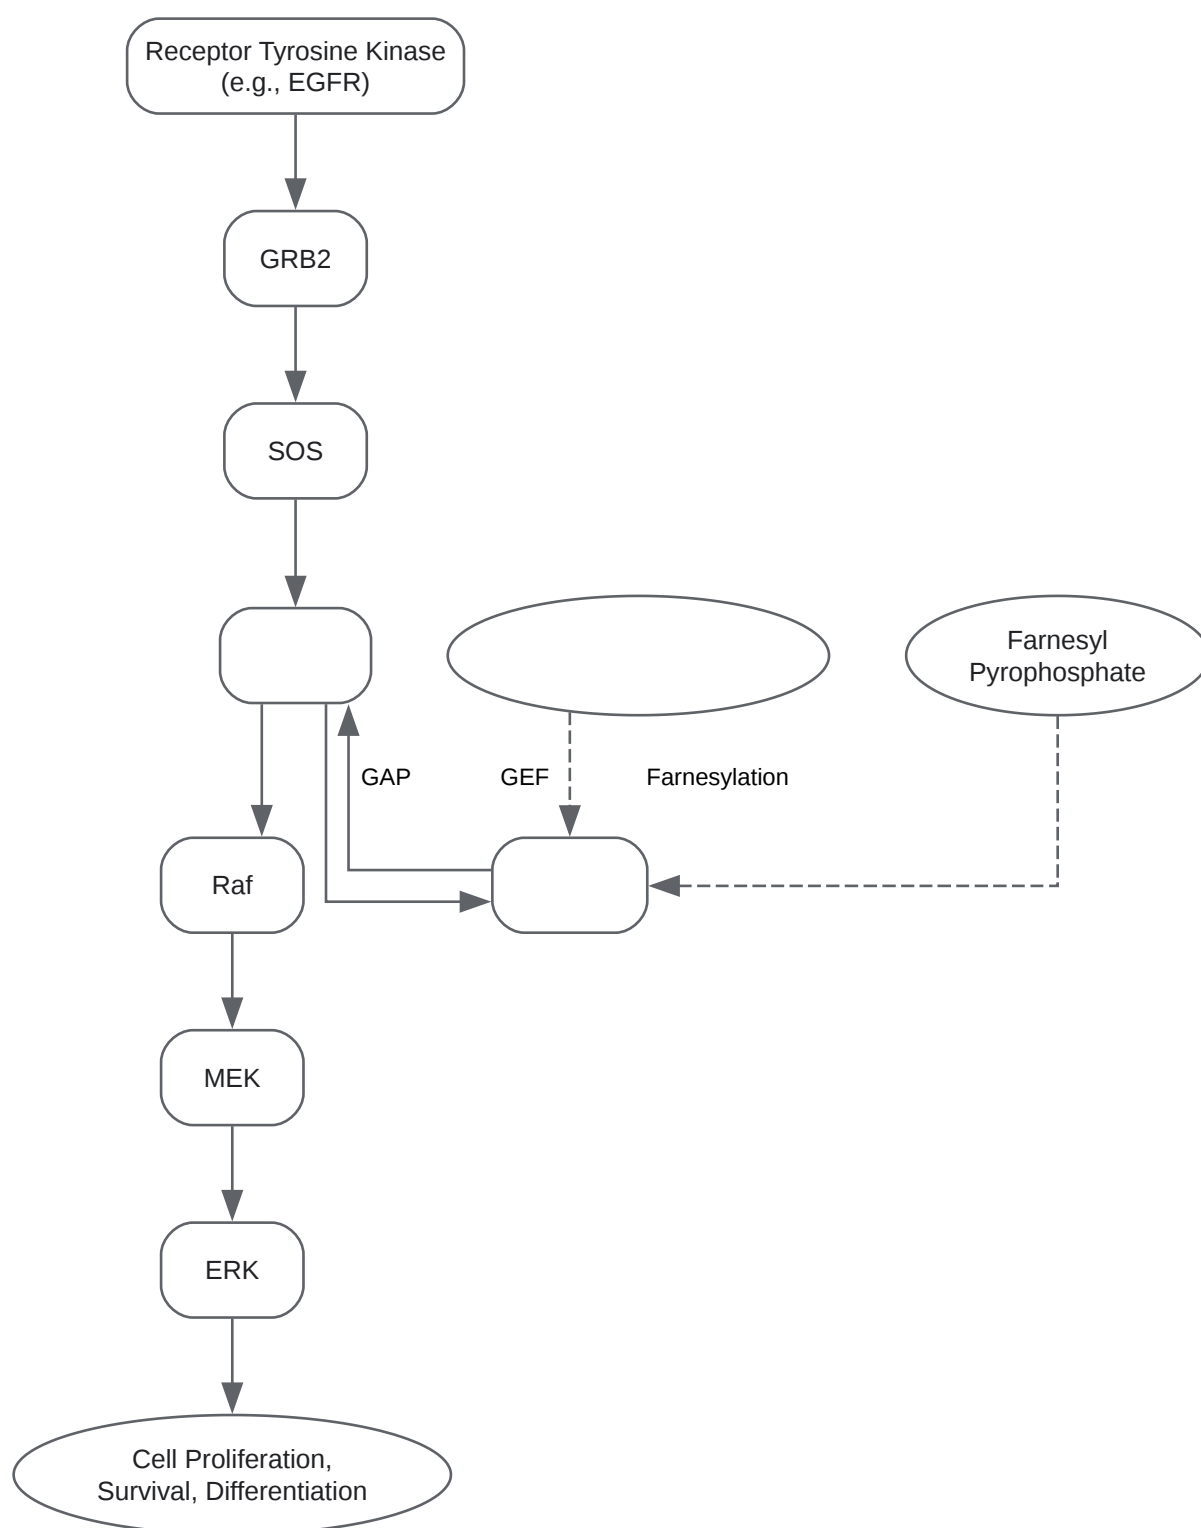 Receptor Tyrosine Kinase
(e.g., EGFR)
GRB2
SOS
Farnesyl
Pyrophosphate
GAP
GEF
Farnesylation
Raf
MEK
ERK
Cell Proliferation,
Survival, Differentiation